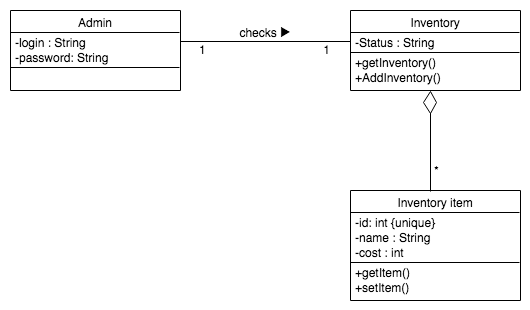 Admin
-login : String
-password: String
checks ▶
1
1
Inventory
-Status : String
+getInventory()
+AddInventory()
*
Inventory item
-id: int {unique}
-name : String
-cost : int
+getItem()
+setItem()